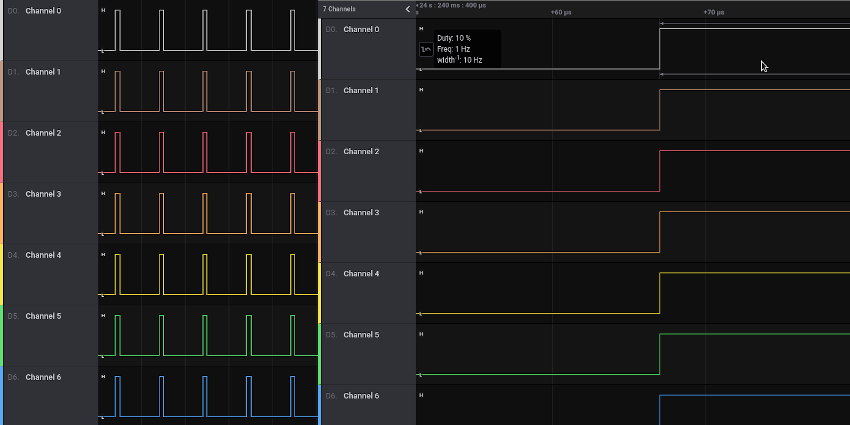 D0. Channel 0
H
L
D1. Channel 1
H
L
D2. Channel 2
H
L
D3. Channel 3
H
L
D4. Channel 4
H
L
D5. Channel 5
H
L
D6. Channel 6
H
L
7 Channels
+24 s : 240 ms : 400 µs
+60 µs
+70 µs
D0. Channel 0
H
L
Duty: 10 %
Freq: 1 Hz
width⁻¹: 10 Hz
D1. Channel 1
H
L
D2. Channel 2
H
L
D3. Channel 3
H
L
D4. Channel 4
H
L
D5. Channel 5
H
L
D6. Channel 6
H